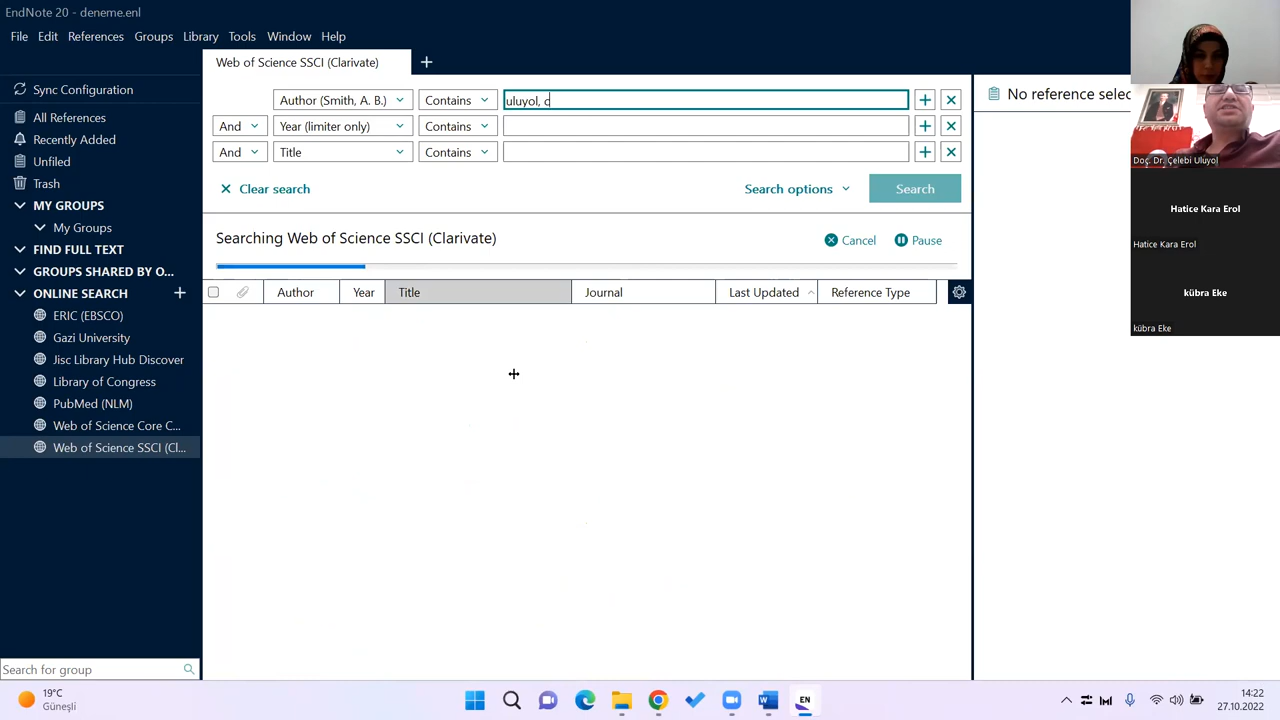 EndNote 20 - deneme.enl
File Edit References Groups Library Tools Window Help
Web of Science SSCI (Clarivate)
Sync Configuration
All References
Recently Added
Unfiled
Trash
MY GROUPS
My Groups
FIND FULL TEXT
GROUPS SHARED BY O...
ONLINE SEARCH
ERIC (EBSCO)
Gazi University
Jisc Library Hub Discover
Library of Congress
PubMed (NLM)
Web of Science Core C...
Web of Science SSCI (Cl...
Search for group
Author (Smith, A. B.) Contains uluyol, c
And Year (limiter only) Contains
And Title Contains
Clear search Search options Search
Searching Web of Science SSCI (Clarivate) Cancel Pause
Author Year Title Journal Last Updated Reference Type
No reference selec
Doç. Dr. Çelebi Uluyol
Hatice Kara Erol
Hatice Kara Erol
kübra Eke
kübra Eke
19°C
Güneşli
EN
14:22
27.10.2022